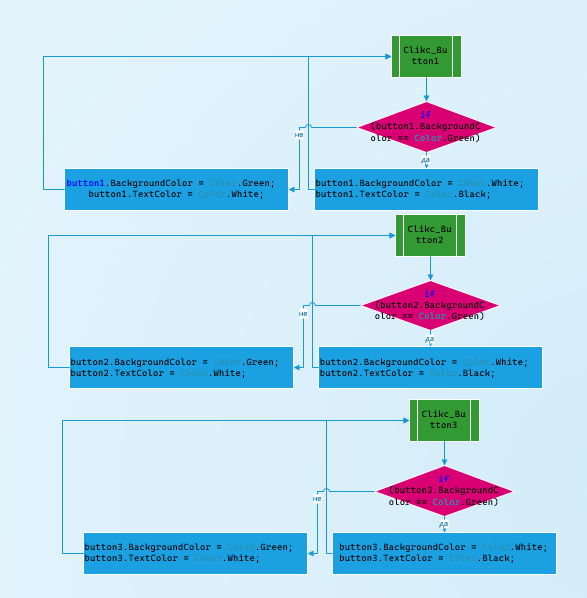 Clikc_Bu
tton1
if
(button1.BackgroundC
olor == Color.Green)
не
да
button1.BackgroundColor = Color.Green;
button1.TextColor = Color.White;
button1.BackgroundColor = Color.White;
button1.TextColor = Color.Black;
Clikc_Bu
tton2
if
(button2.BackgroundC
olor == Color.Green)
не
да
button2.BackgroundColor = Color.Green;
button2.TextColor = Color.White;
button2.BackgroundColor = Color.White;
button2.TextColor = Color.Black;
Clikc_Bu
tton3
if
(button3.BackgroundC
olor == Color.Green)
не
да
button3.BackgroundColor = Color.Green;
button3.TextColor = Color.White;
button3.BackgroundColor = Color.White;
button3.TextColor = Color.Black;